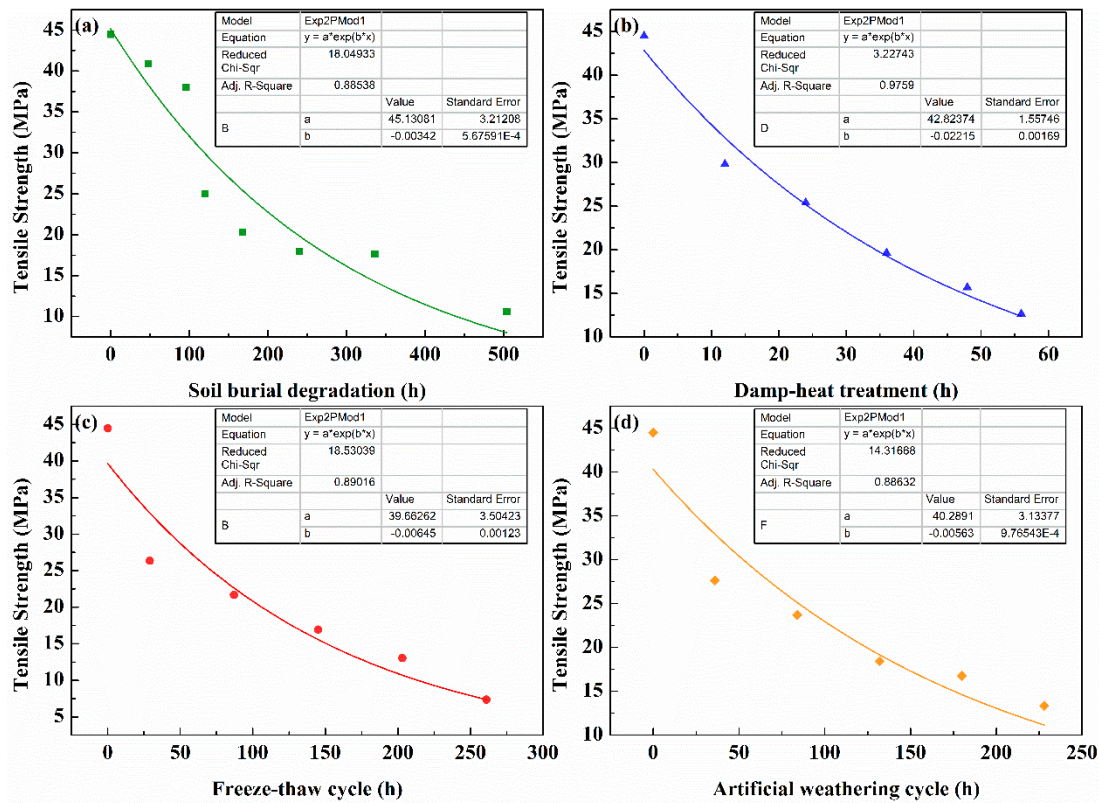 (a)
Model Exp2PMod1
Equation y = a*exp(b*x)
Reduced Chi-Sqr 18.04933
Adj. R-Square 0.88538
Value Standard Error
B a 45.13081 3.21208
b -0.00342 5.67591E-4
45
40
35
30
25
20
15
10
Tensile Strength (MPa)
0 100 200 300 400 500
Soil burial degradation (h)
(b)
Model Exp2PMod1
Equation y = a*exp(b*x)
Reduced Chi-Sqr 3.22743
Adj. R-Square 0.9759
Value Standard Error
D a 42.82374 1.55746
b -0.02215 0.00169
45
40
35
30
25
20
15
10
Tensile Strength (MPa)
0 10 20 30 40 50 60
Damp-heat treatment (h)
(c)
Model Exp2PMod1
Equation y = a*exp(b*x)
Reduced Chi-Sqr 18.53039
Adj. R-Square 0.89016
Value Standard Error
B a 39.66262 3.50423
b -0.00645 0.00123
45
40
35
30
25
20
15
10
5
Tensile Strength (MPa)
0 50 100 150 200 250 300
Freeze-thaw cycle (h)
(d)
Model Exp2PMod1
Equation y = a*exp(b*x)
Reduced Chi-Sqr 14.31668
Adj. R-Square 0.88632
Value Standard Error
F a 40.2891 3.13377
b -0.00563 9.76543E-4
45
40
35
30
25
20
15
10
Tensile Strength (MPa)
0 50 100 150 200 250
Artificial weathering cycle (h)